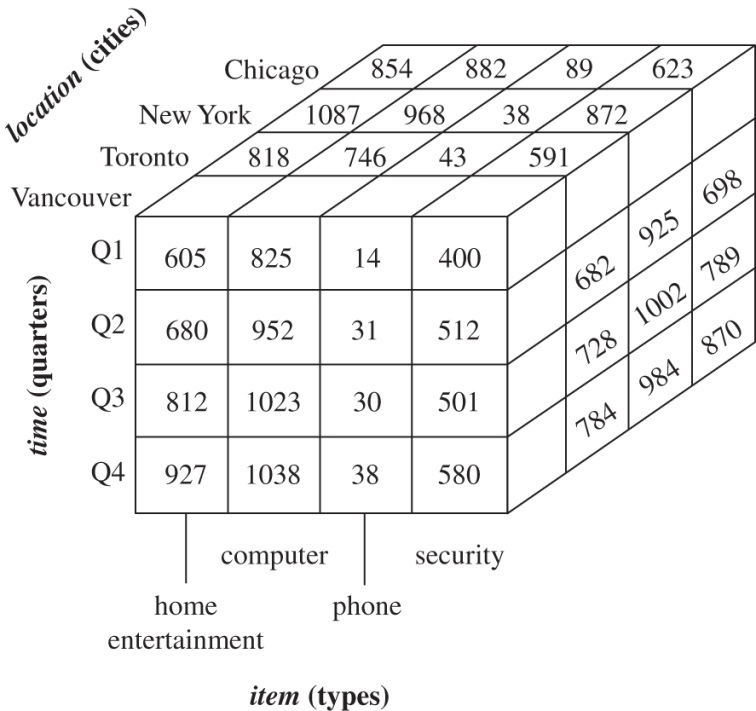 location (cities)
Chicago 854 882 89 623
New York 1087 968 38 872
Toronto 818 746 43 591
Vancouver
Q1 605 825 14 400
Q2 680 952 31 512
Q3 812 1023 30 501
Q4 927 1038 38 580
682 925 698
728 1002 789
784 984 870
time (quarters)
computer security
home phone
entertainment
item (types)